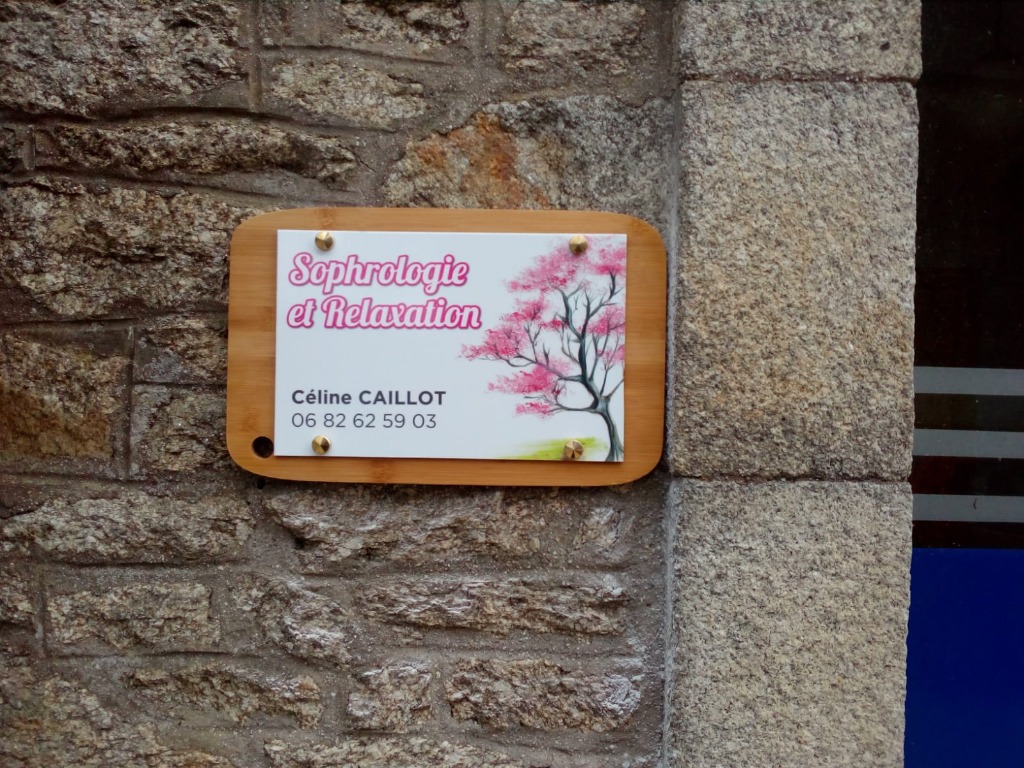 Sophrologie
et Relaxation
Céline CAILLOT
06 82 62 59 03